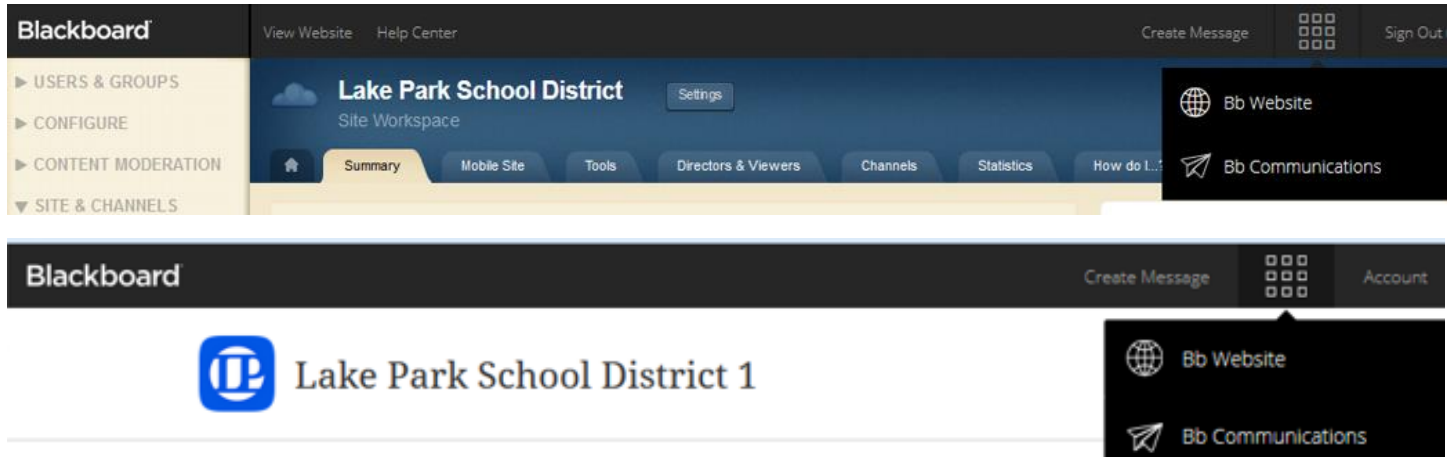 Blackboard View Website Help Center Create Message Sign Out
▶ USERS & GROUPS
Lake Park School District Settings
Bb Website
▶ CONFIGURE
Site Workspace
▶ CONTENT MODERATION
Summary Mobile Site Tools Directors & Viewers Channels Statistics How do I...?
Bb Communications
▼ SITE & CHANNELS
Blackboard Create Message Account
Lake Park School District 1
Bb Website
Bb Communications